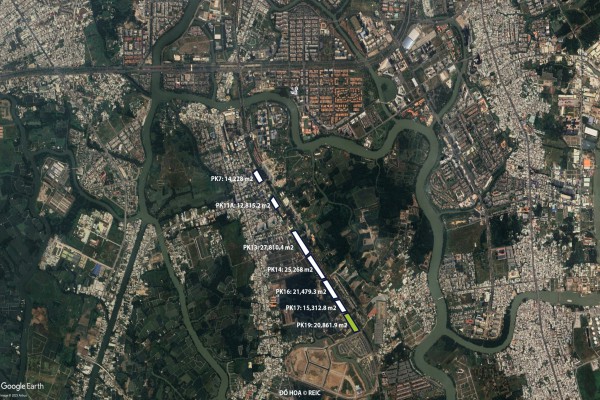 PK7: 14,228 m2
PK11A: 12,815.2 m2
PK13: 27,810.4 m2
PK14: 25,268 m2
PK16: 21,479.3 m2
PK17: 15,312.8 m2
PK19: 20,861.9 m2
Google Earth
ĐỒ HỌA © REIC